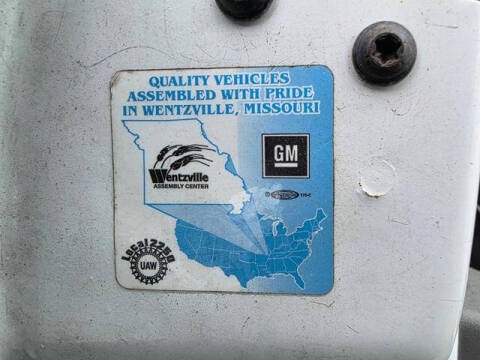 QUALITY VEHICLES
ASSEMBLED WITH PRIDE
IN WENTZVILLE, MISSOURI
Wentzville
ASSEMBLY CENTER
GM
Local 2250
UAW